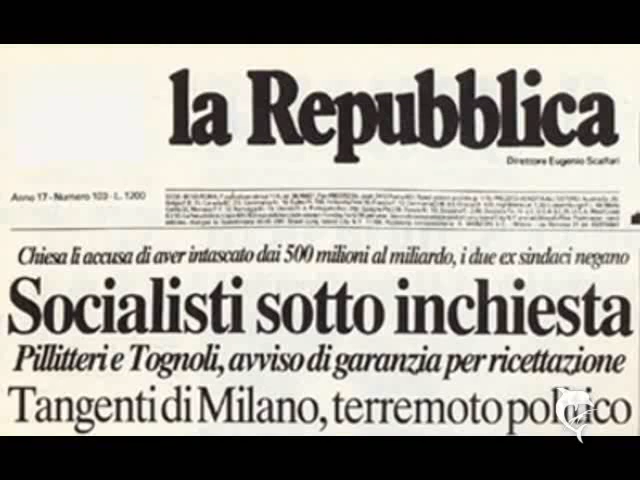 la Repubblica
Direttore Eugenio Scalfari
Anno 17 - Numero 103 - L. 1200
Chiesa li accusa di aver intascato dai 500 milioni al miliardo, i due ex sindaci negano
Socialisti sotto inchiesta
Pillitteri e Tognoli, avviso di garanzia per ricettazione
Tangenti di Milano, terremoto politico